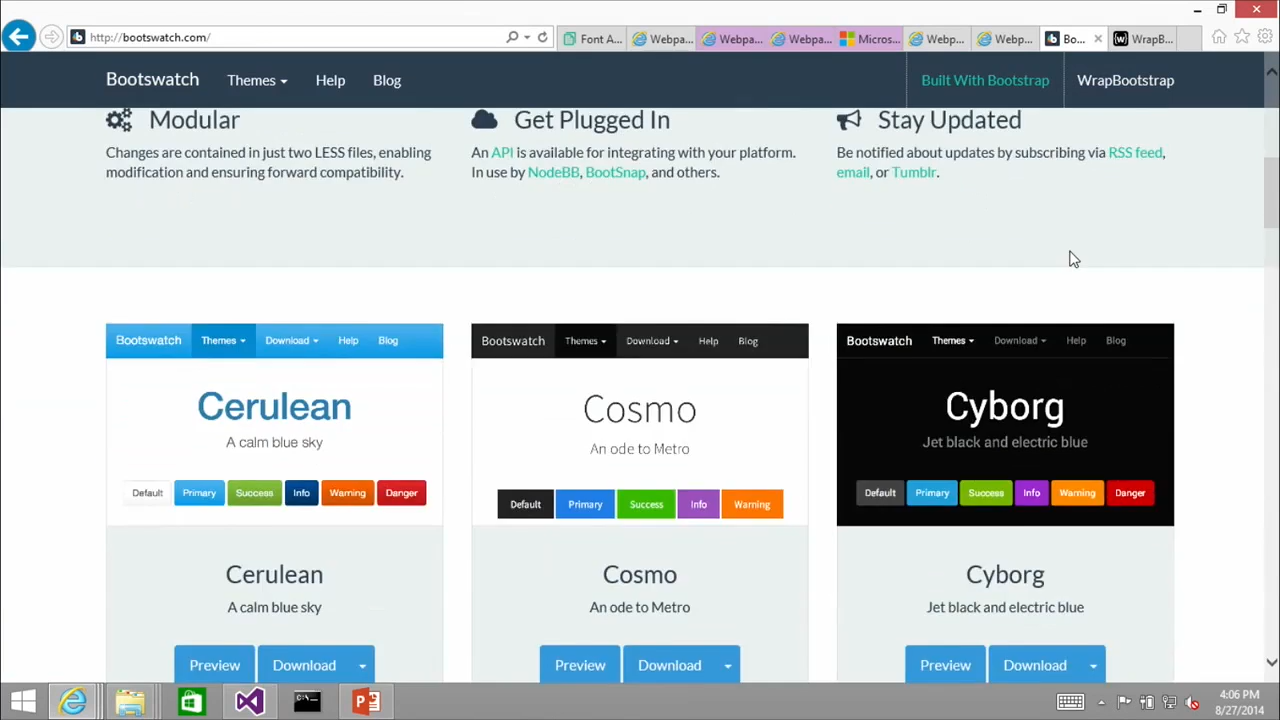 http://bootswatch.com/
Font A...
Webpa...
Webpa...
Webpa...
Micros...
Webp...
Webp...
Bo...
WrapB...
Bootswatch
Themes
Help
Blog
Built With Bootstrap
WrapBootstrap
Modular
Changes are contained in just two LESS files, enabling
modification and ensuring forward compatibility.
Get Plugged In
An API is available for integrating with your platform.
In use by NodeBB, BootSnap, and others.
Stay Updated
Be notified about updates by subscribing via RSS feed,
email, or Tumblr.
Bootswatch Themes Download Help Blog
Cerulean
A calm blue sky
Default Primary Success Info Warning Danger
Cerulean
A calm blue sky
Preview Download
Bootswatch Themes Download Help Blog
Cosmo
An ode to Metro
Default Primary Success Info Warning
Cosmo
An ode to Metro
Preview Download
Bootswatch Themes Download Help Blog
Cyborg
Jet black and electric blue
Default Primary Success Info Warning Danger
Cyborg
Jet black and electric blue
Preview Download
4:06 PM
8/27/2014